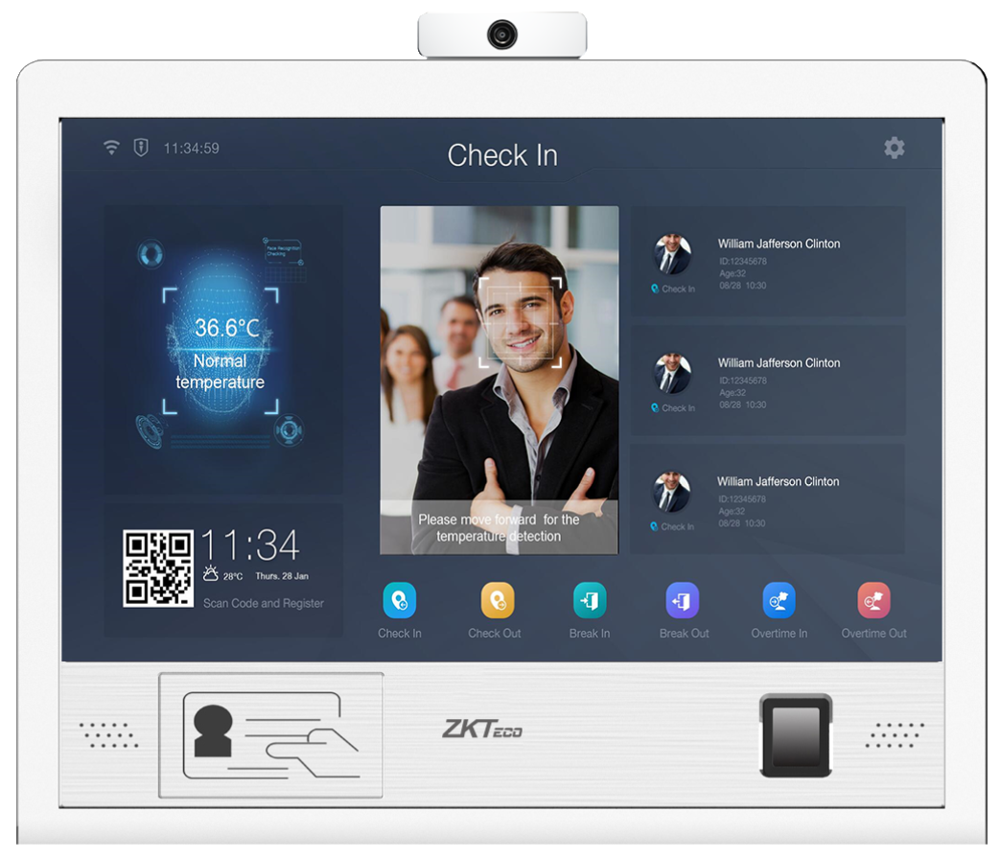 11:34:59
Check In
Face Recognition
Checking
36.6°C
Normal
temperature
11:34
28°C Thurs. 28 Jan
Scan Code and Register
Please move forward for the
temperature detection
William Jafferson Clinton
ID:12345678
Age:32
08/28 10:30
Check In
William Jafferson Clinton
ID:12345678
Age:32
08/28 10:30
Check In
William Jafferson Clinton
ID:12345678
Age:32
08/28 10:30
Check In
Check In
Check Out
Break In
Break Out
Overtime In
Overtime Out
ZKTECO